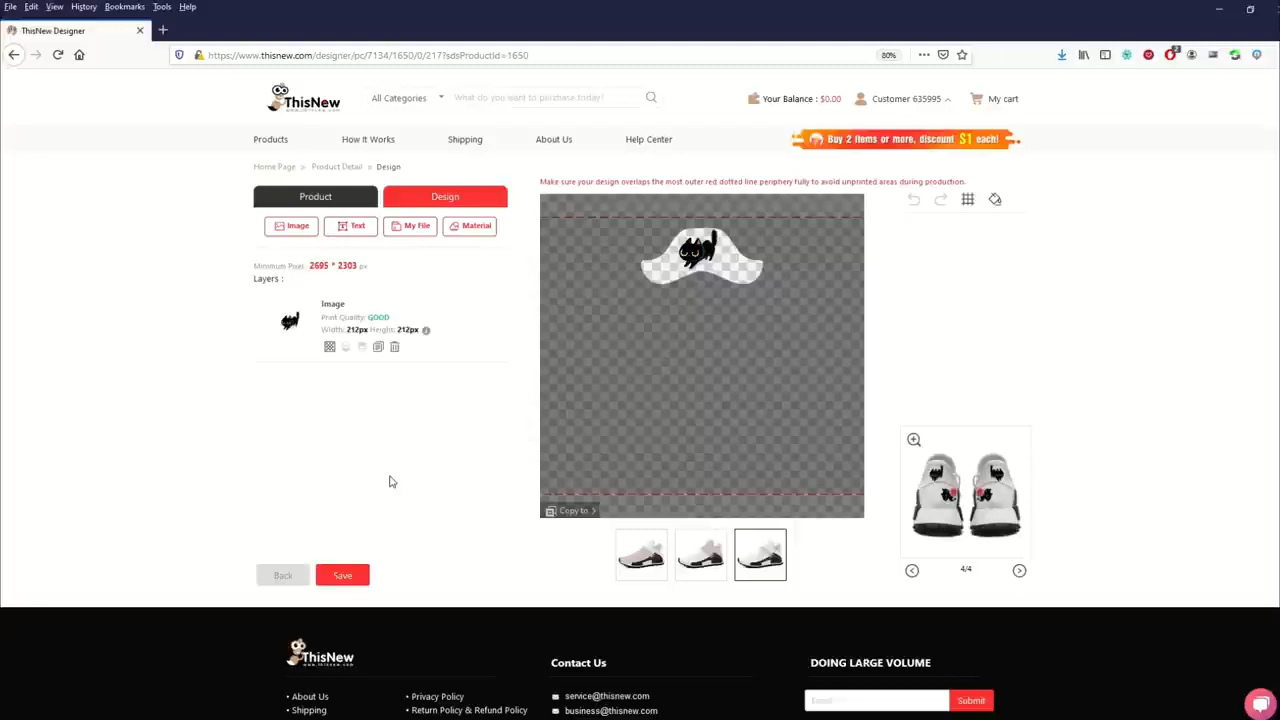 File Edit View History Bookmarks Tools Help
ThisNew Designer
https://www.thisnew.com/designer/pc/7134/1650/0/217?sdsProductId=1650
80%
2
ThisNew
All Categories
What do you want to purchase today?
Your Balance : $0.00
Customer 635995
My cart
Products
How It Works
Shipping
About Us
Help Center
Buy 2 items or more, discount $1 each!
Home Page » Product Detail » Design
Make sure your design overlaps the most outer red dotted line periphery fully to avoid unprinted areas during production.
Product
Design
Image
Text
My File
Material
Minimum Pixel: 2695 * 2303 px
Layers :
Image
Print Quality: GOOD
Width: 212px Height: 212px
Copy to >
4/4
Back
Save
ThisNew
www.thisnew.com
• About Us
• Shipping
• Privacy Policy
• Return Policy & Refund Policy
Contact Us
service@thisnew.com
business@thisnew.com
DOING LARGE VOLUME
Email
Submit